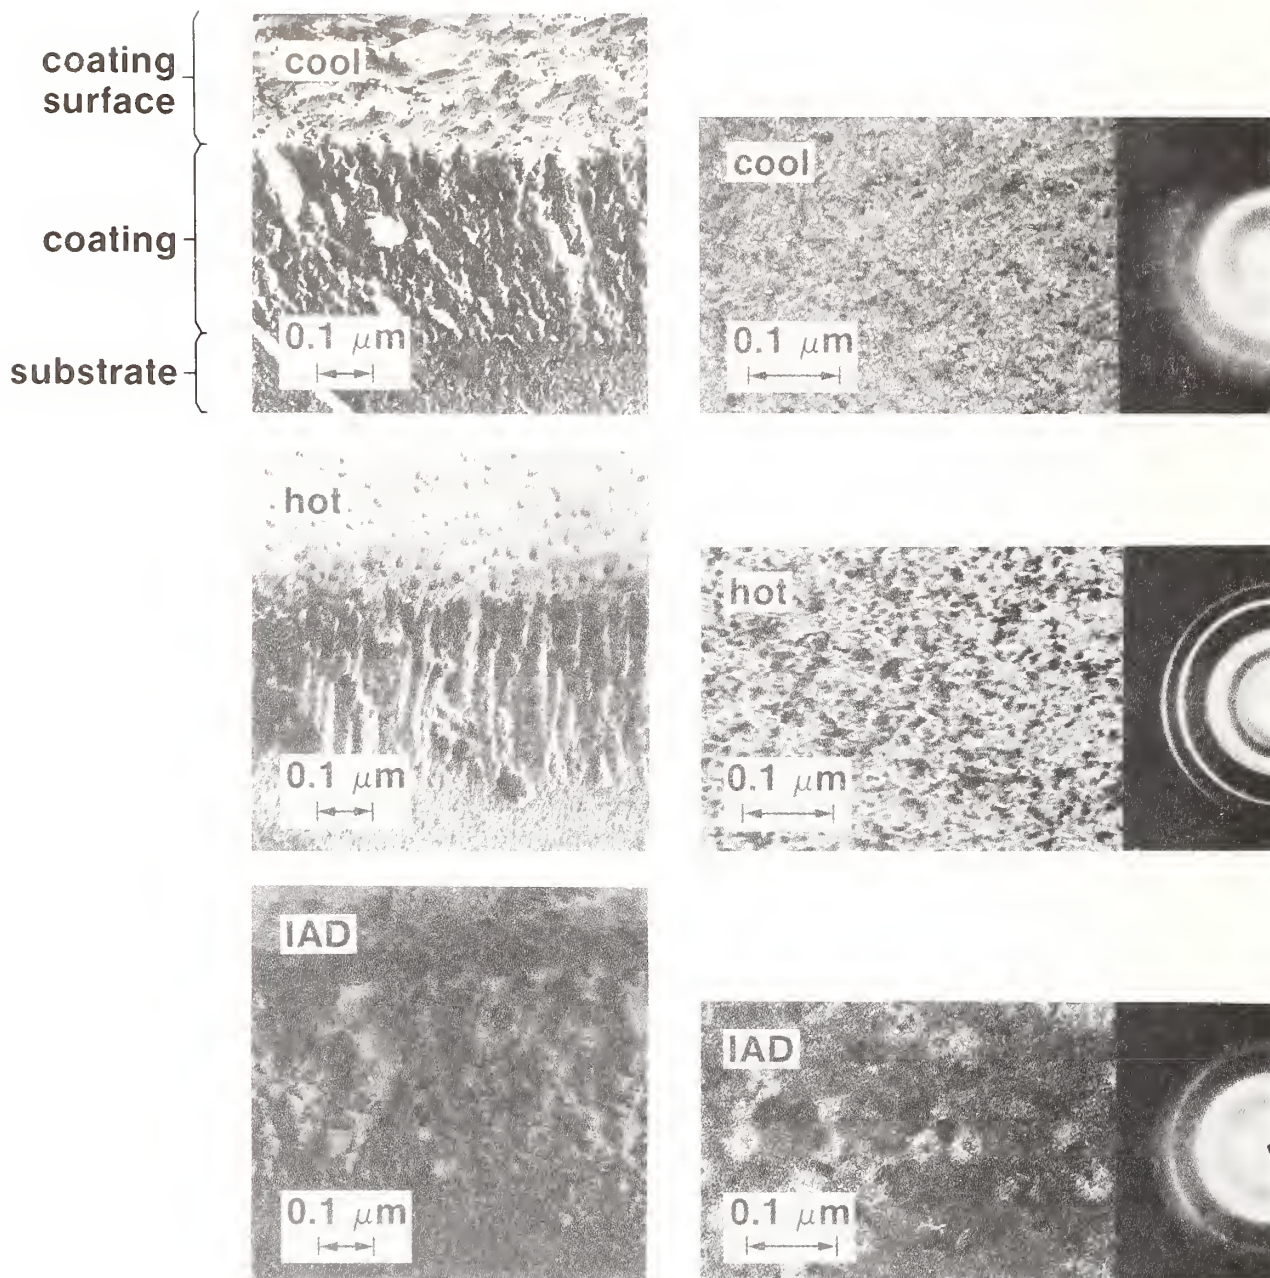 coating
surface
coating
substrate
cool
0.1 μm
cool
0.1 μm
hot
0.1 μm
hot
0.1 μm
IAD
0.1 μm
IAD
0.1 μm